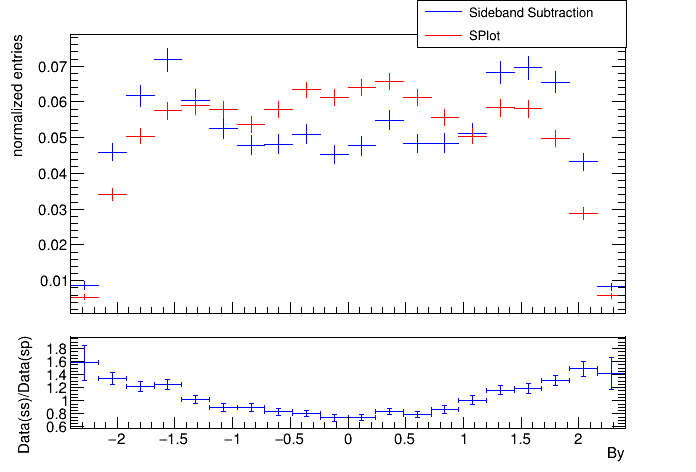 Sideband Subtraction
SPlot
normalized entries
0.07
0.06
0.05
0.04
0.03
0.02
0.01
Data(ss)/Data(sp)
1.8
1.6
1.4
1.2
1
0.8
0.6
−2 −1.5 −1 −0.5 0 0.5 1 1.5 2
By